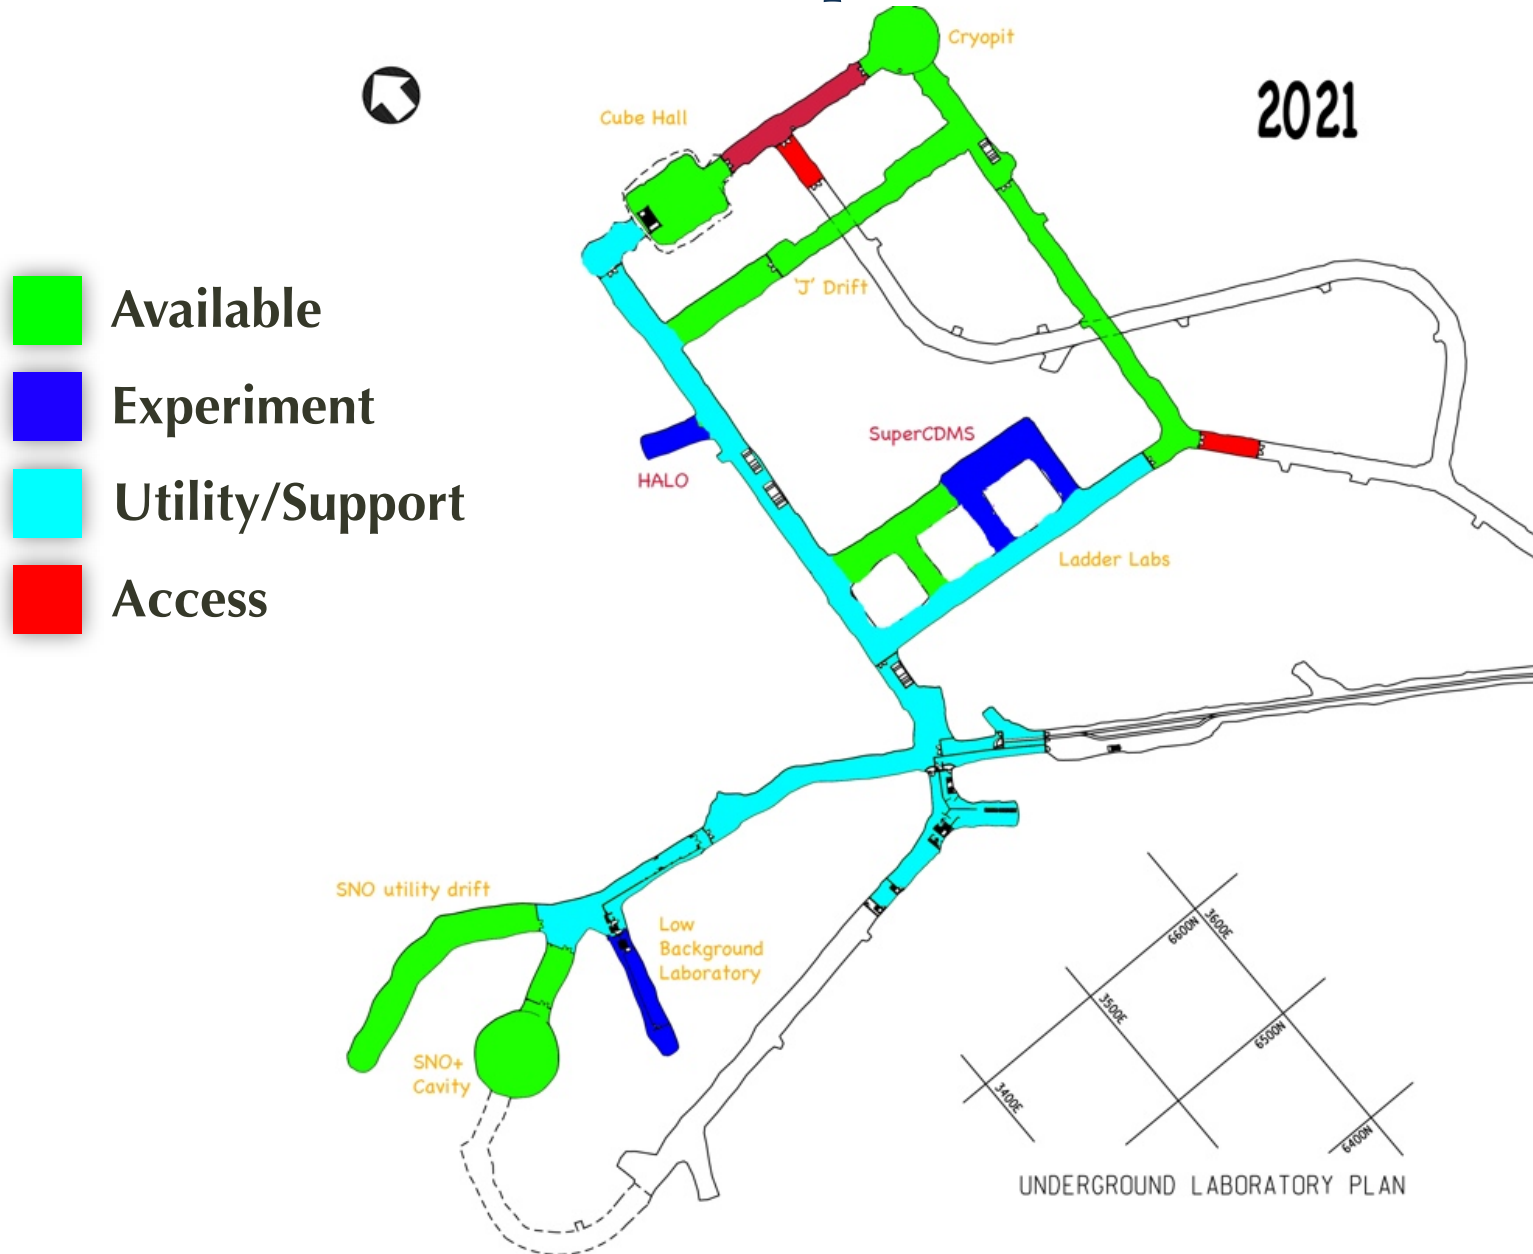 Cryopit
2021
Cube Hall
Available
'J' Drift
Experiment
SuperCDMS
HALO
Utility/Support
Ladder Labs
Access
SNO utility drift
Low
Background
Laboratory
SNO+
Cavity
6600N
3600E
3500E
6500N
3400E
6400N
UNDERGROUND LABORATORY PLAN